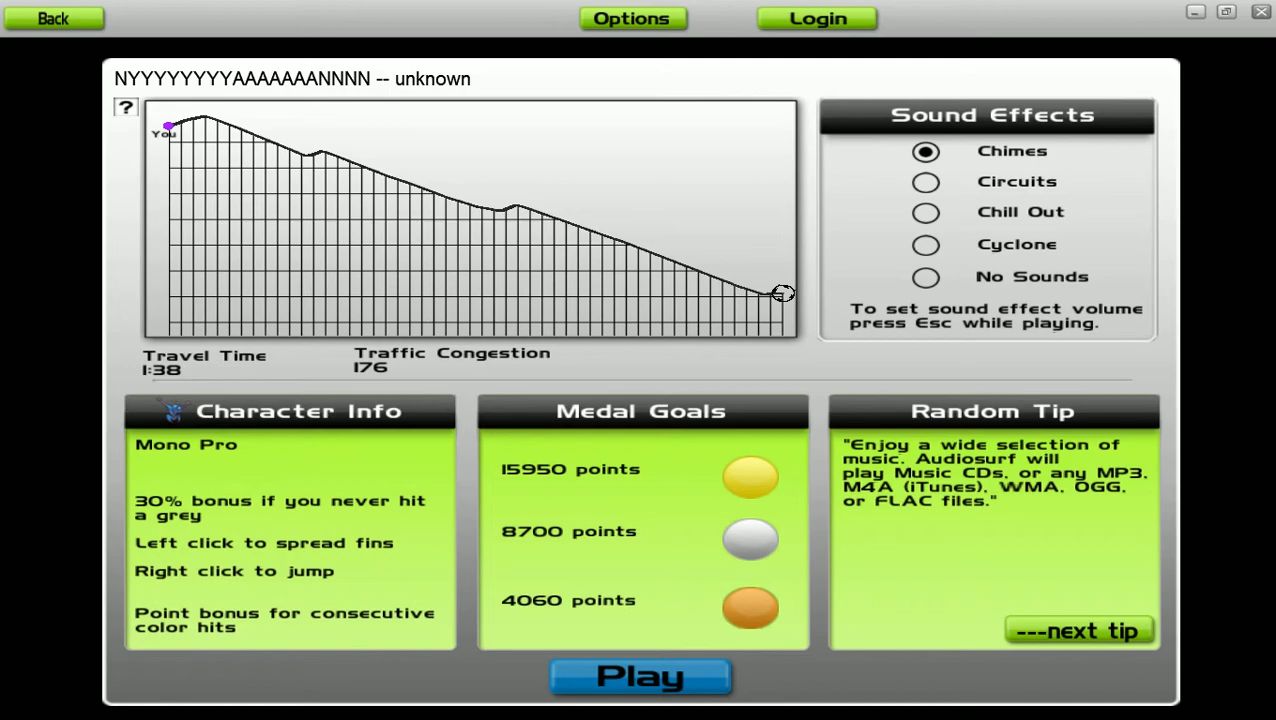 Back
Options
Login
NYYYYYYYYAAAAAAANNNN -- unknown
?
You
Travel Time
1:38
Traffic Congestion
176
Sound Effects
Chimes
Circuits
Chill Out
Cyclone
No Sounds
To set sound effect volume
press Esc while playing.
Character Info
Mono Pro
30% bonus if you never hit
a grey
Left click to spread fins
Right click to jump
Point bonus for consecutive
color hits
Medal Goals
15950 points
8700 points
4060 points
Random Tip
"Enjoy a wide selection of
music. Audiosurf will
play Music CDs, or any MP3,
M4A (iTunes), WMA, OGG,
or FLAC files."
---next tip
Play